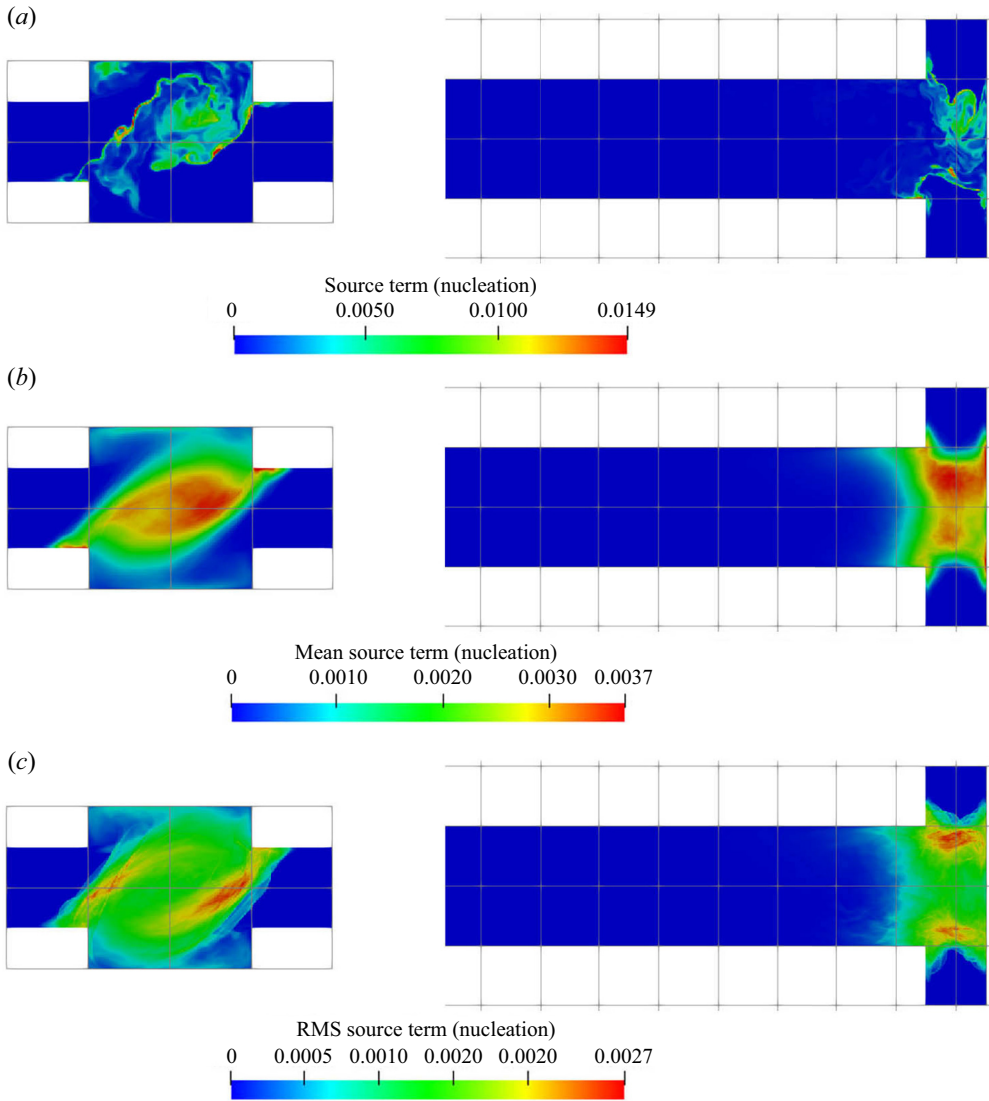 (a)
Source term (nucleation)
0 0.0050 0.0100 0.0149
(b)
Mean source term (nucleation)
0 0.0010 0.0020 0.0030 0.0037
(c)
RMS source term (nucleation)
0 0.0005 0.0010 0.0020 0.0020 0.0027